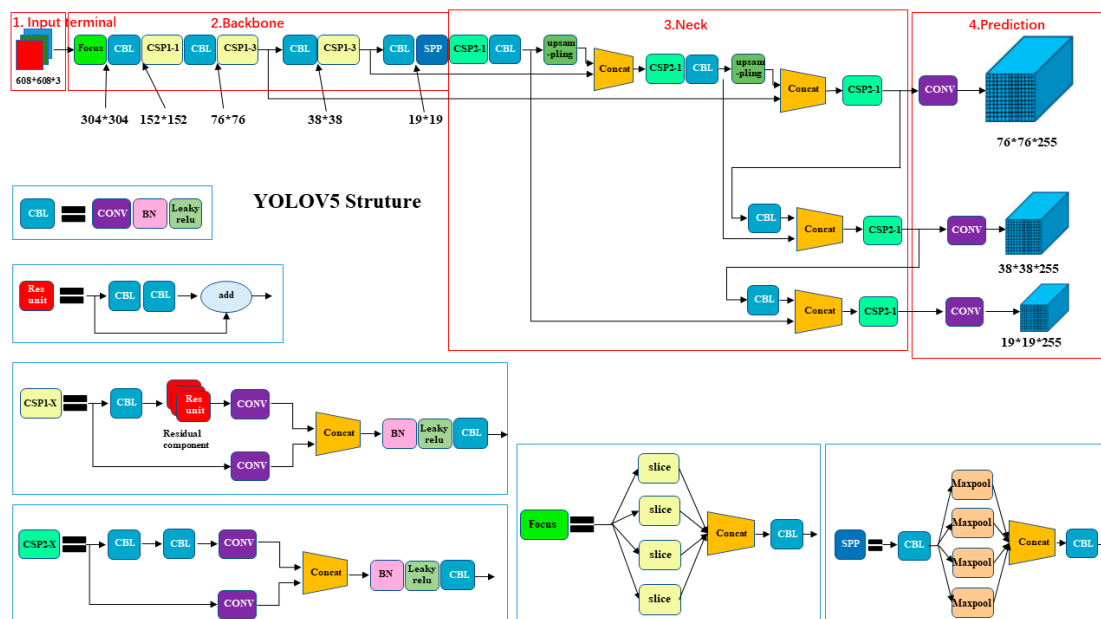 1. Input terminal
2.Backbone
3.Neck
4.Prediction
608*608*3
Focus
CBL
CSP1-1
CBL
CSP1-3
CBL
CSP1-3
CBL
SPP
CSP2-1
CBL
upsam
-pling
Concat
CSP2-1
CBL
upsam
-pling
Concat
CSP2-1
CONV
304*304
152*152
76*76
38*38
19*19
76*76*255
YOLOV5 Struture
CBL
CONV
BN
Leaky
relu
CBL
Concat
CSP2-1
CONV
38*38*255
Res
unit
CBL
CBL
add
CBL
Concat
CSP2-1
CONV
19*19*255
CSP1-X
CBL
Res
unit
Residual
component
CONV
CONV
Concat
BN
Leaky
relu
CBL
CSP2-X
CBL
CBL
CONV
CONV
Concat
BN
Leaky
relu
CBL
Focus
slice
slice
slice
slice
Concat
CBL
SPP
CBL
Maxpool
Maxpool
Maxpool
Maxpool
Concat
CBL